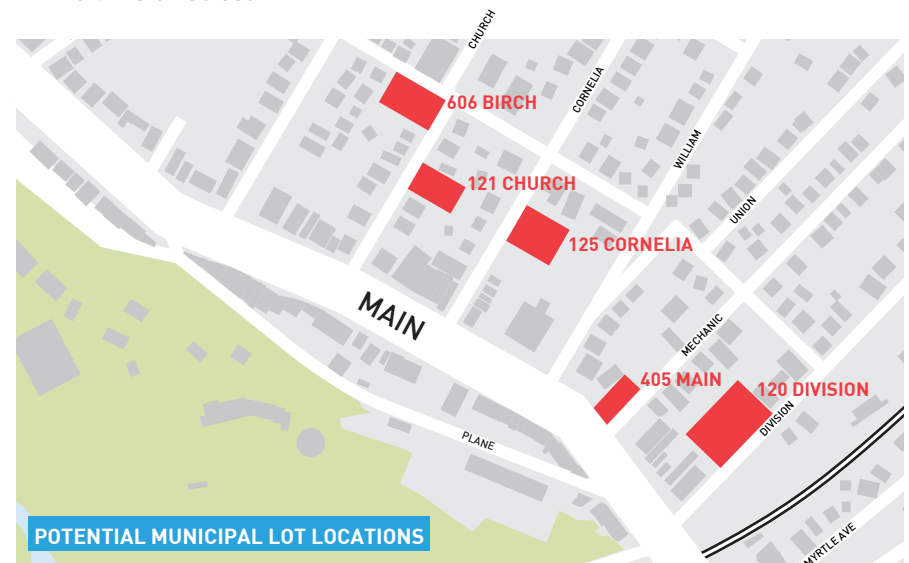 CHURCH
CORNELIA
WILLIAM
UNION
606 BIRCH
121 CHURCH
125 CORNELIA
MAIN
MECHANIC
405 MAIN
120 DIVISION
DIVISION
PLANE
POTENTIAL MUNICIPAL LOT LOCATIONS
MYRTLE AVE